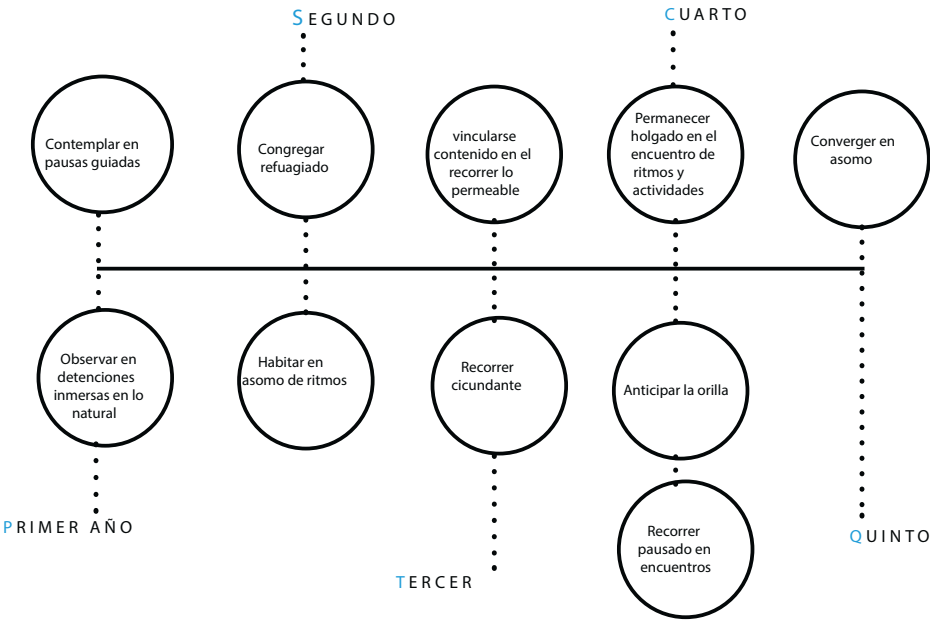 SEGUNDO
CUARTO
Contemplar en
pausas guiadas
Congregar
refuagiado
vincularse
contenido en el
recorrer lo
permeable
Permanecer
holgado en el
encuentro de
ritmos y
actividades
Converger en
asomo
Observar en
detenciones
inmersas en lo
natural
Habitar en
asomo de ritmos
Recorrer
cicundante
Anticipar la orilla
Recorrer
pausado en
encuentros
PRIMER AÑO
TERCER
QUINTO